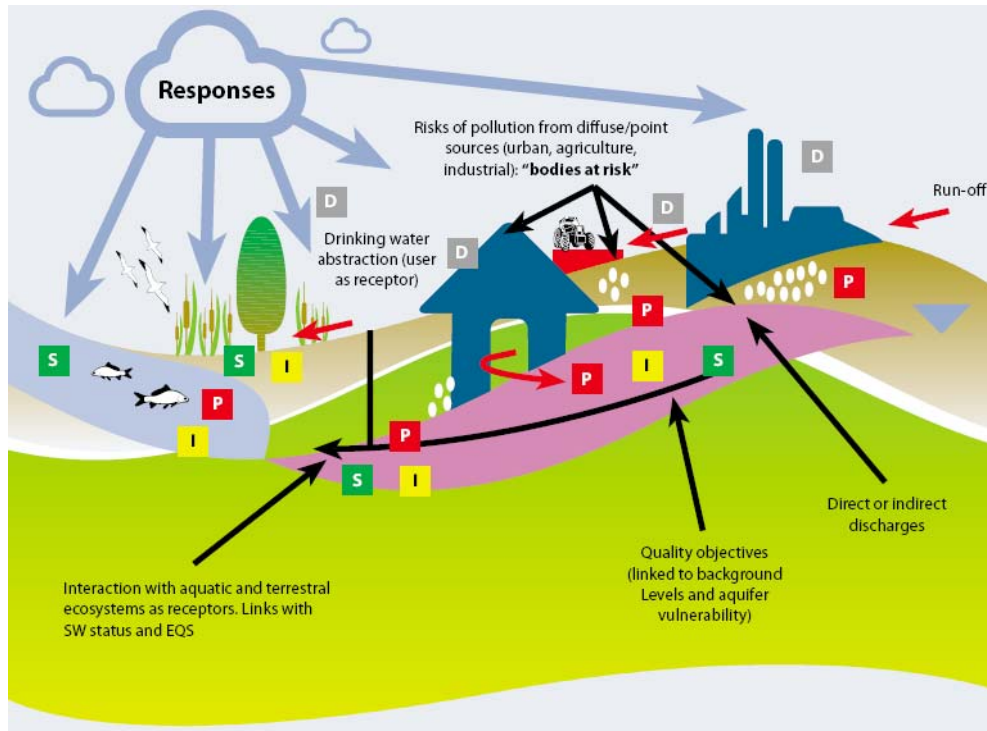 Responses
Risks of pollution from diffuse/point
sources (urban, agriculture,
industrial): "bodies at risk"
D
Run-off
D
D
Drinking water
abstraction (user
as receptor)
D
P
P
S
S
I
I
S
P
P
I
P
S
I
Direct or indirect
discharges
Quality objectives
(linked to background
Levels and aquifer
vulnerability)
Interaction with aquatic and terrestral
ecosystems as receptors. Links with
SW status and EQS